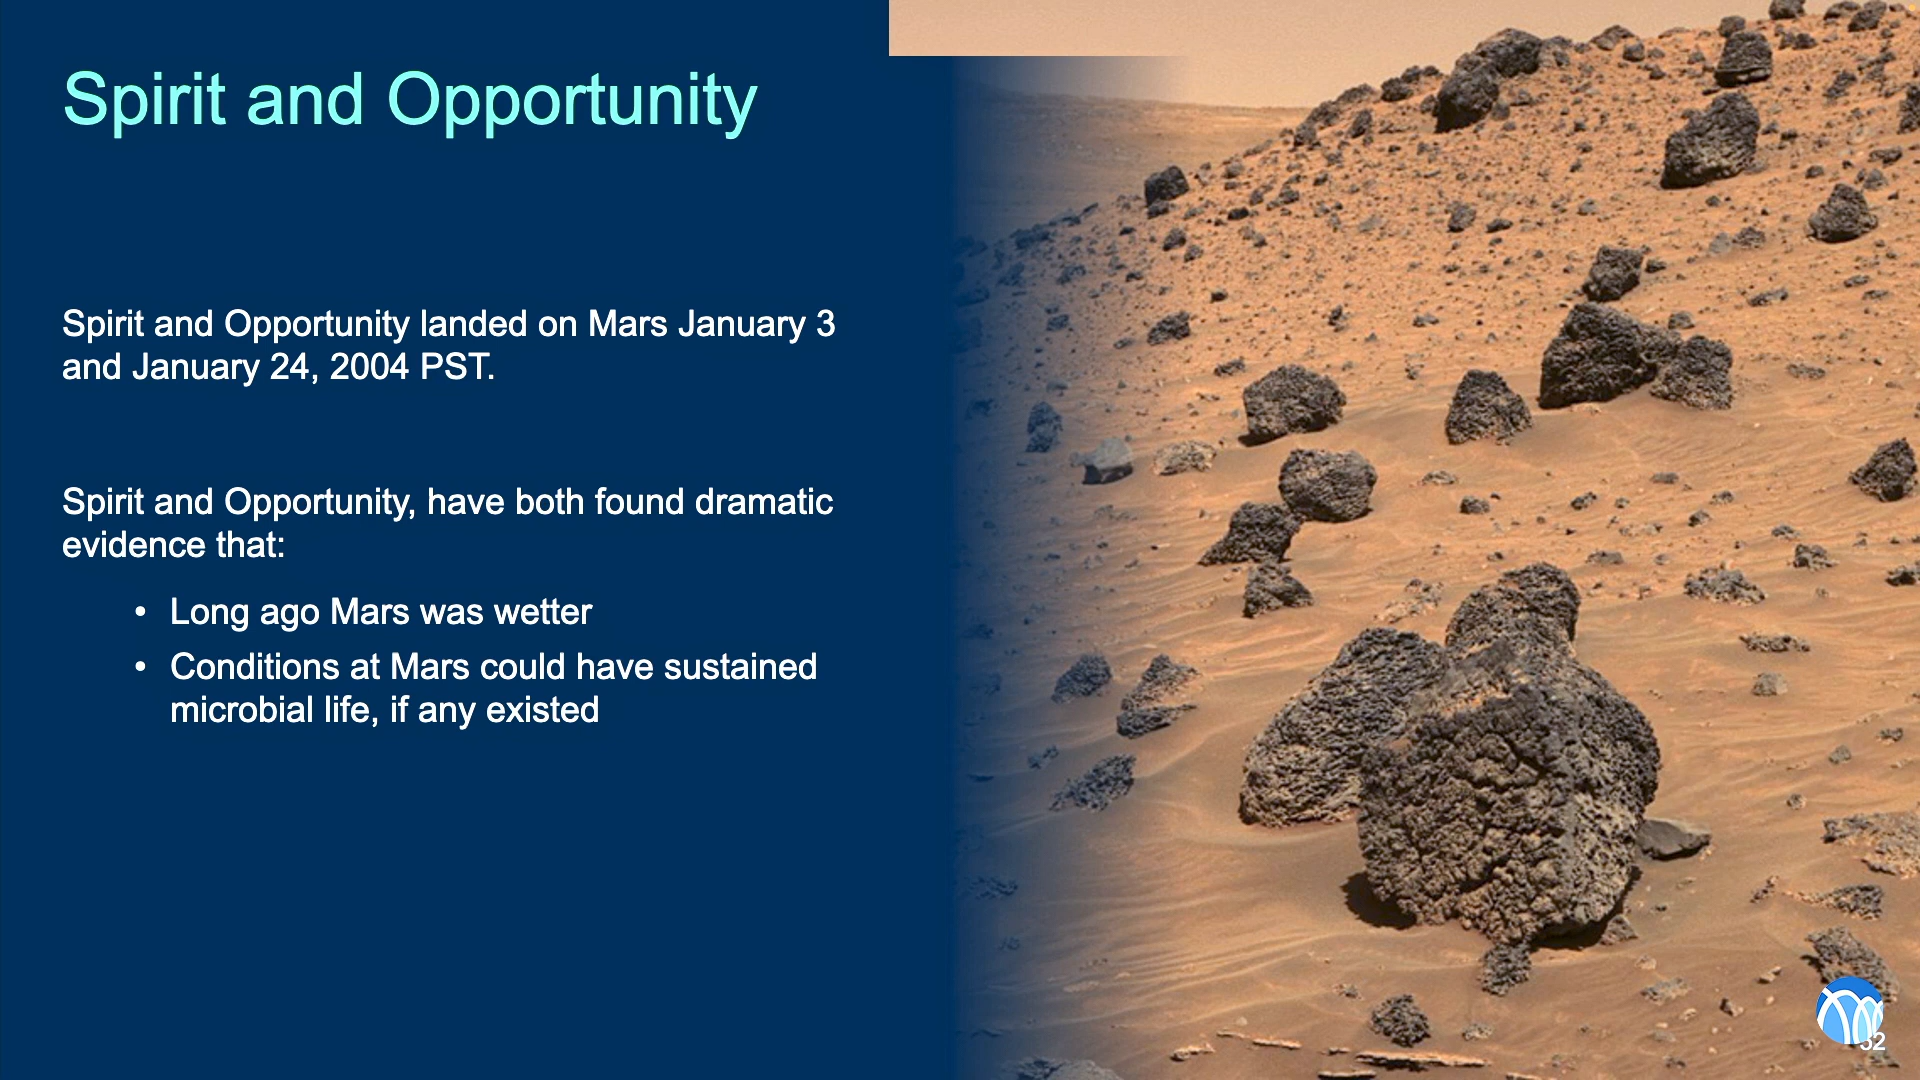 Spirit and Opportunity
Spirit and Opportunity landed on Mars January 3
and January 24, 2004 PST.
Spirit and Opportunity, have both found dramatic
evidence that:
• Long ago Mars was wetter
• Conditions at Mars could have sustained
microbial life, if any existed
32